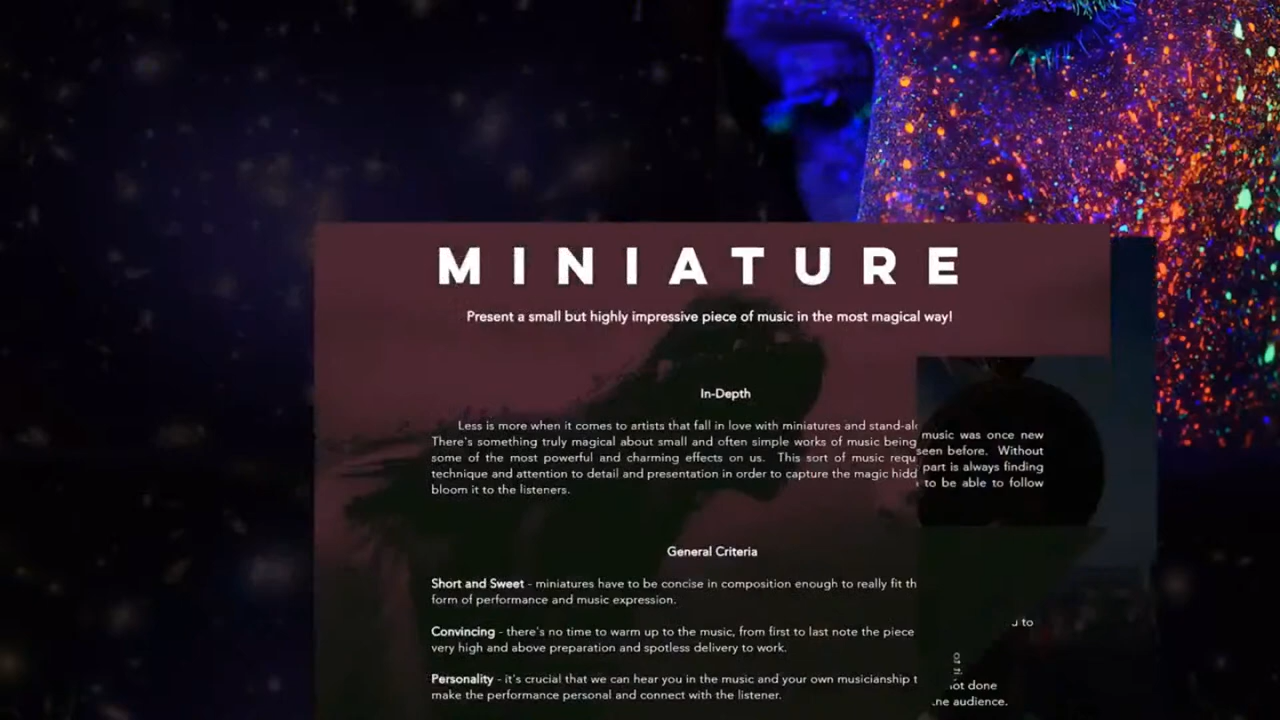 MINIATURE
Present a small but highly impressive piece of music in the most magical way!
In-Depth
Less is more when it comes to artists that fall in love with miniatures and
There's something truly magical about small and often simple works of music being
some of the most powerful and charming effects on us. This sort of music
technique and attention to detail and presentation in order to capture the magic
bloom it to the listeners.
music was once new
seen before. Without
part is always finding
to be able to follow
General Criteria
Short and Sweet - miniatures have to be concise in composition enough to really fit
form of performance and music expression.
Convincing - there's no time to warm up to the music, from first to last note the piece
very high and above preparation and spotless delivery to work.
Personality - it's crucial that we can hear you in the music and your own musicianship
make the performance personal and connect with the listener.
to
of
done
audience.